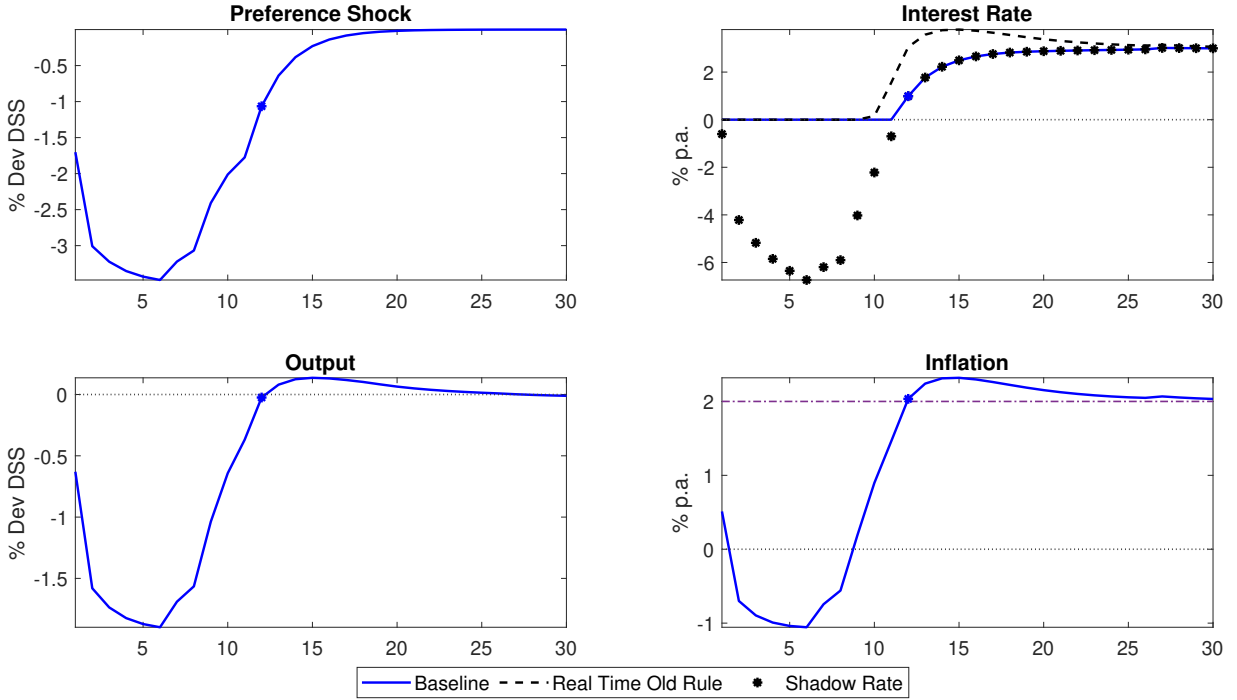 Preference Shock
% Dev DSS
-0.5
-1
-1.5
-2
-2.5
-3
5 10 15 20 25 30
Interest Rate
% p.a.
2
0
-2
-4
-6
5 10 15 20 25 30
Output
% Dev DSS
0
-0.5
-1
-1.5
5 10 15 20 25 30
Inflation
% p.a.
2
1
0
-1
5 10 15 20 25 30
Baseline Real Time Old Rule Shadow Rate